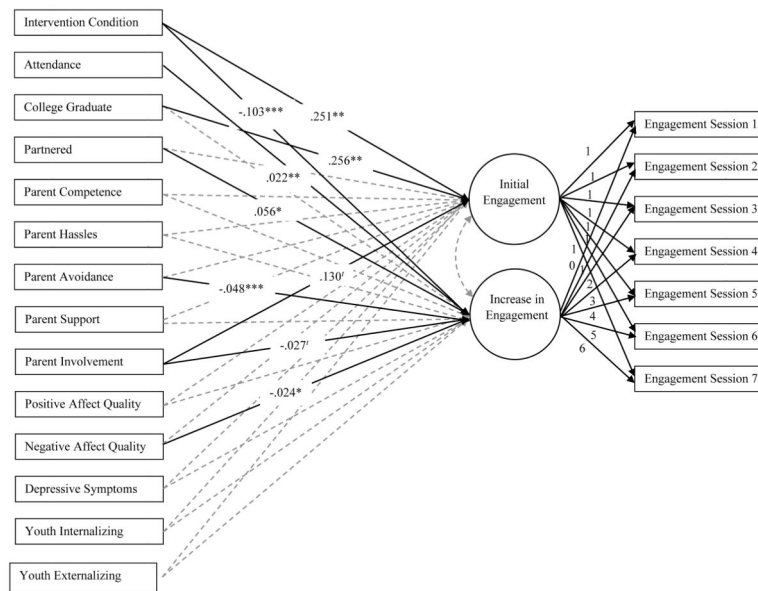 Intervention Condition
Attendance
College Graduate
Partnered
Parent Competence
Parent Hassles
Parent Avoidance
Parent Support
Parent Involvement
Positive Affect Quality
Negative Affect Quality
Depressive Symptoms
Youth Internalizing
Youth Externalizing
-.103***
.251**
.256**
.022**
.056*
.130ᵗ
-.048***
-.027ᵗ
-.024*
Initial
Engagement
Increase in
Engagement
1
1
1
1
1
0
1
2
3
4
5
6
Engagement Session 1
Engagement Session 2
Engagement Session 3
Engagement Session 4
Engagement Session 5
Engagement Session 6
Engagement Session 7